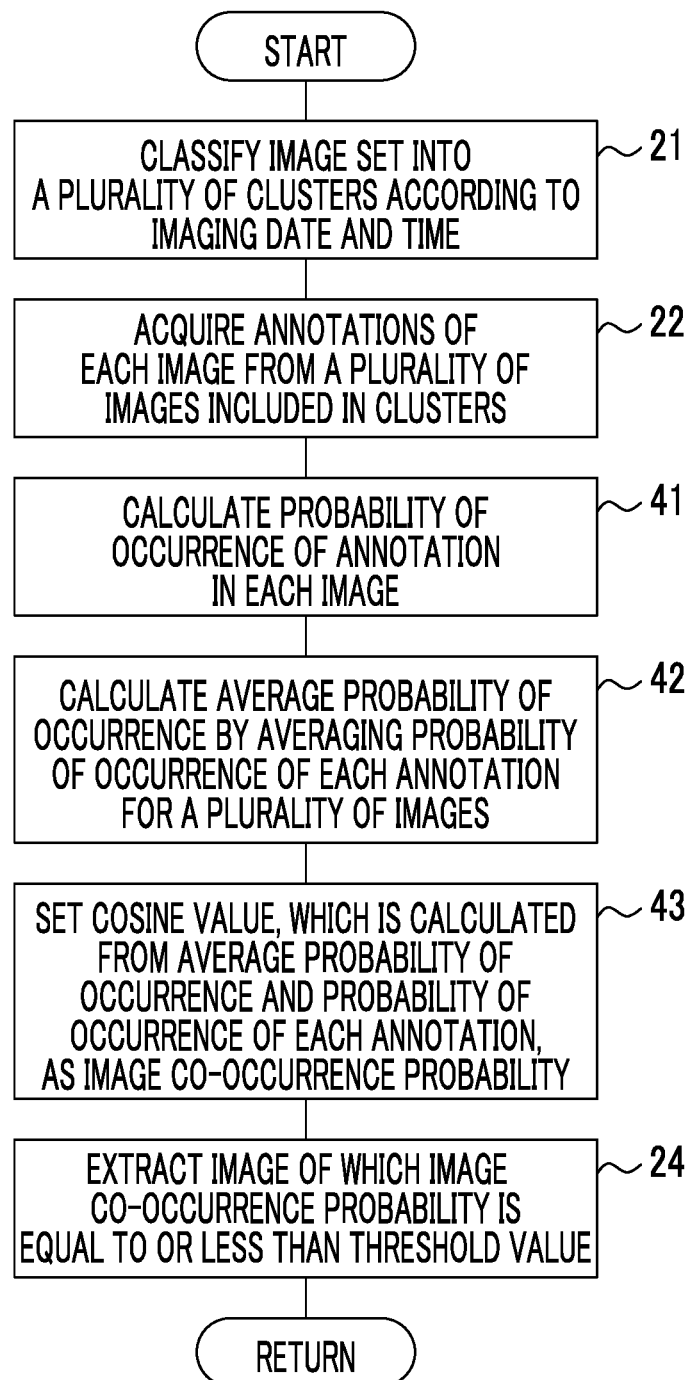 START
CLASSIFY IMAGE SET INTO
A PLURALITY OF CLUSTERS ACCORDING TO
IMAGING DATE AND TIME
21
ACQUIRE ANNOTATIONS OF
EACH IMAGE FROM A PLURALITY OF
IMAGES INCLUDED IN CLUSTERS
22
CALCULATE PROBABILITY OF
OCCURRENCE OF ANNOTATION
IN EACH IMAGE
41
CALCULATE AVERAGE PROBABILITY OF
OCCURRENCE BY AVERAGING PROBABILITY
OF OCCURRENCE OF EACH ANNOTATION
FOR A PLURALITY OF IMAGES
42
SET COSINE VALUE, WHICH IS CALCULATED
FROM AVERAGE PROBABILITY OF
OCCURRENCE AND PROBABILITY OF
OCCURRENCE OF EACH ANNOTATION,
AS IMAGE CO-OCCURRENCE PROBABILITY
43
EXTRACT IMAGE OF WHICH IMAGE
CO-OCCURRENCE PROBABILITY IS
EQUAL TO OR LESS THAN THRESHOLD VALUE
24
RETURN